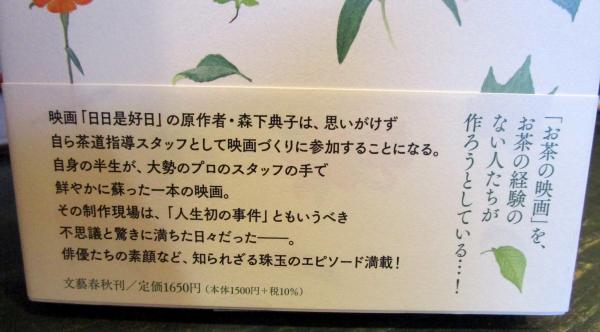 「お茶の映画」を、
お茶の経験の
ない人たちが
作ろうとしている…！
映画「日日是好日」の原作者・森下典子は、思いがけず
自ら茶道指導スタッフとして映画づくりに参加することになる。
自身の半生が、大勢のプロのスタッフの手で
鮮やかに蘇った一本の映画。
その制作現場は、「人生初の事件」ともいうべき
不思議と驚きに満ちた日々だった――。
俳優たちの素顔など、知られざる珠玉のエピソード満載！
文藝春秋刊／定価1650円（本体1500円＋税10%）